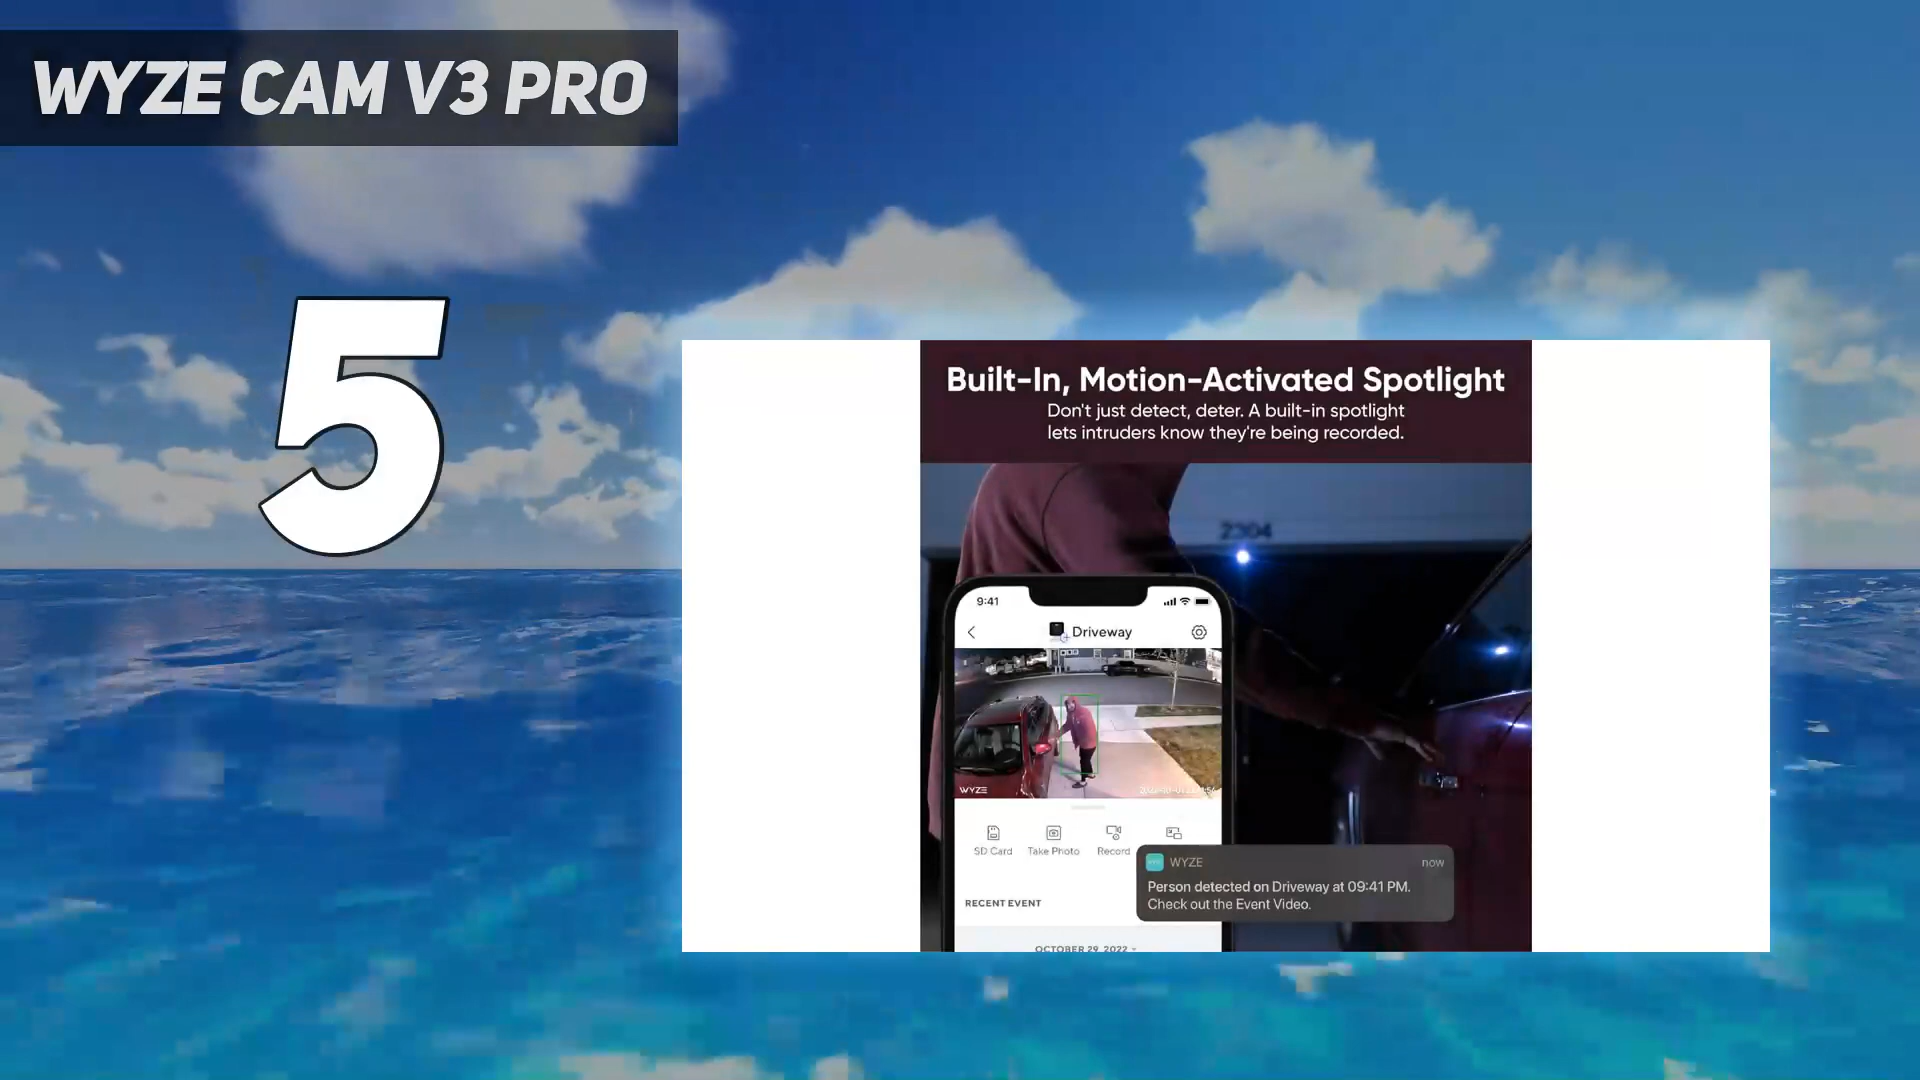 WYZE CAM V3 PRO
5
Built-In, Motion-Activated Spotlight
Don't just detect, deter. A built-in spotlight
lets intruders know they're being recorded.
2304
9:41
Driveway
WYZE
SD Card
Take Photo
Record
WYZE
now
Person detected on Driveway at 09:41 PM.
Check out the Event Video.
RECENT EVENT
OCTOBER 29, 2022